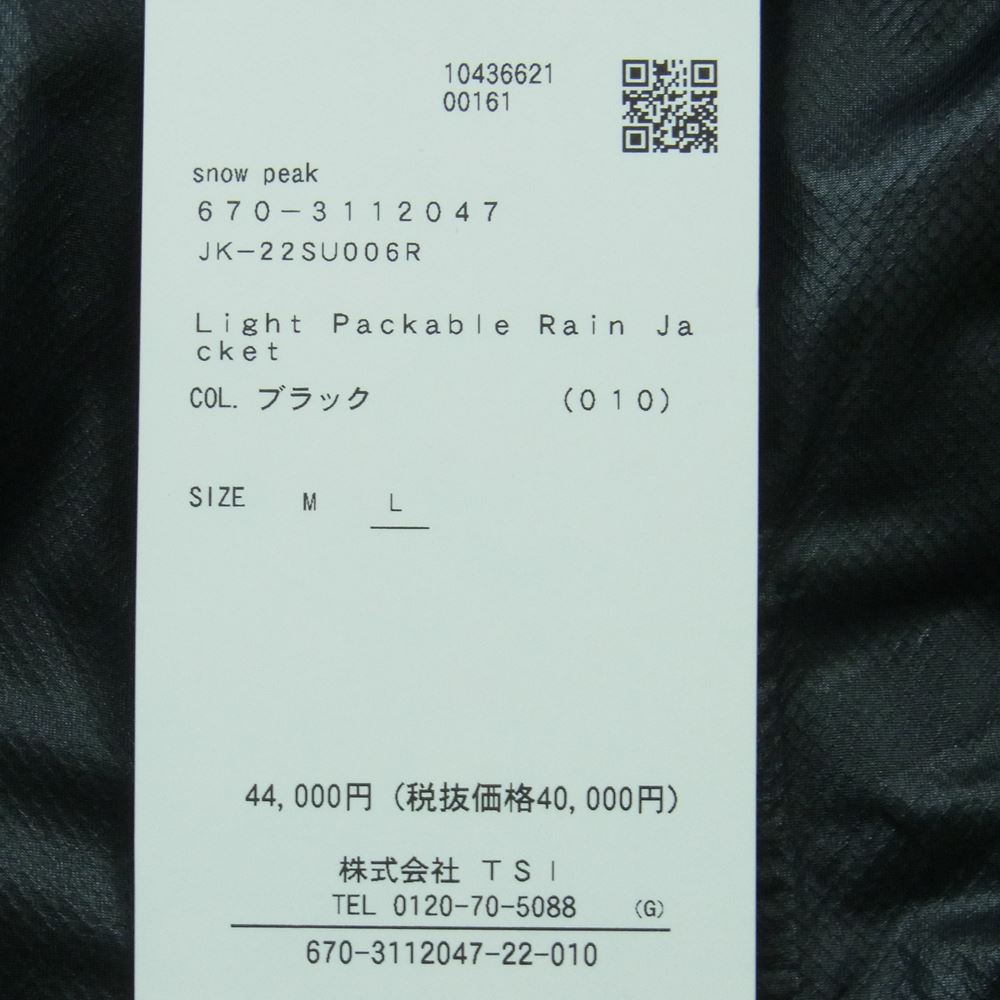 10436621
00161
snow peak
670-3112047
JK-22SU006R
Light Packable Rain Ja
cket
COL. ブラック (010)
SIZE M L
44,000円 (税抜価格40,000円)
株式会社 TSI
TEL 0120-70-5088 (G)
670-3112047-22-010